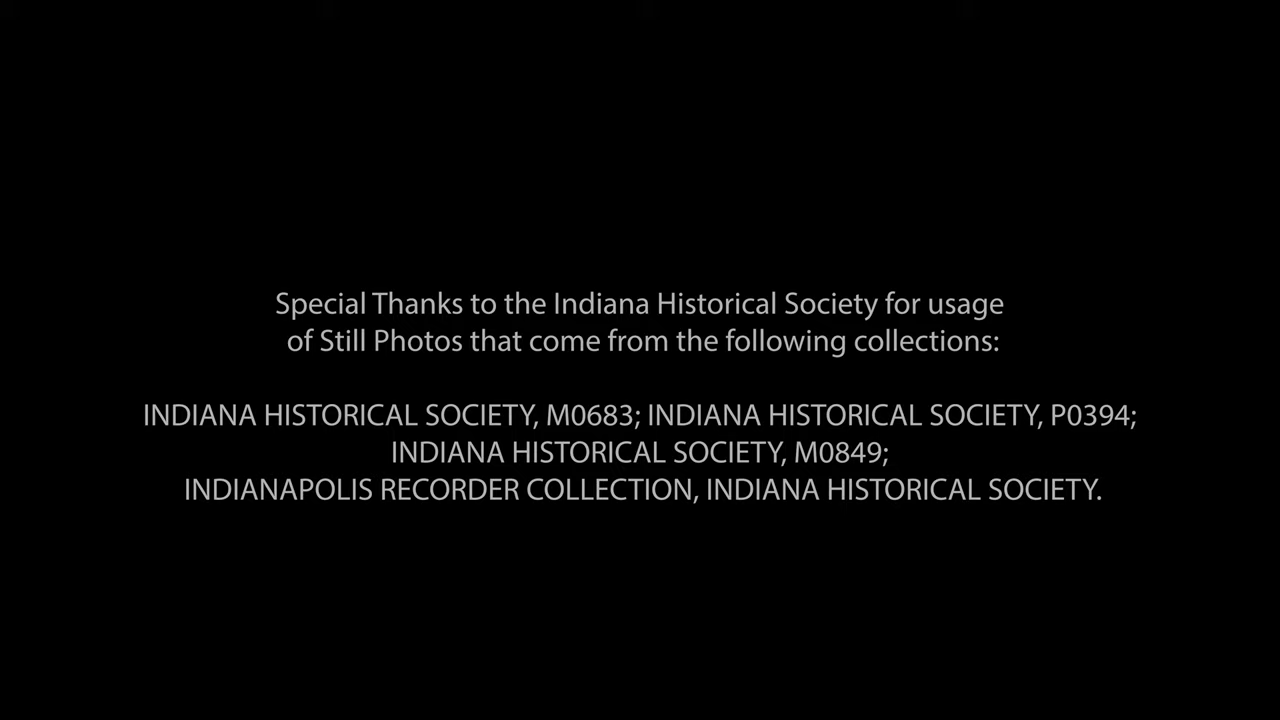 Special Thanks to the Indiana Historical Society for usage
of Still Photos that come from the following collections:
INDIANA HISTORICAL SOCIETY, M0683; INDIANA HISTORICAL SOCIETY, P0394;
INDIANA HISTORICAL SOCIETY, M0849;
INDIANAPOLIS RECORDER COLLECTION, INDIANA HISTORICAL SOCIETY.